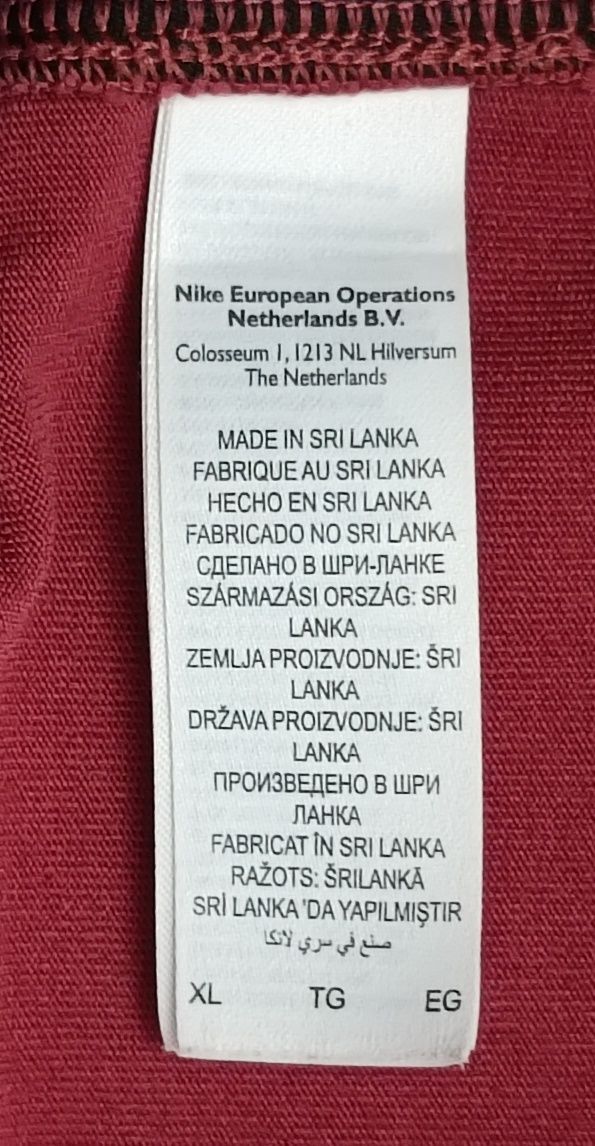 Nike European Operations
Netherlands B.V.
Colosseum 1, 1213 NL Hilversum
The Netherlands
MADE IN SRI LANKA
FABRIQUE AU SRI LANKA
HECHO EN SRI LANKA
FABRICADO NO SRI LANKA
СДЕЛАНО В ШРИ-ЛАНКЕ
SZÁRMAZÁSI ORSZÁG: SRI
LANKA
ZEMLJA PROIZVODNJE: ŠRI
LANKA
DRŽAVA PROIZVODNJE: ŠRI
LANKA
ПРОИЗВЕДЕНО В ШРИ
ЛАНКА
FABRICAT ÎN SRI LANKA
RAŽOTS: ŠRILANKĀ
SRİ LANKA 'DA YAPILMIŞTIR
صنع في سري لانكا
XL TG EG